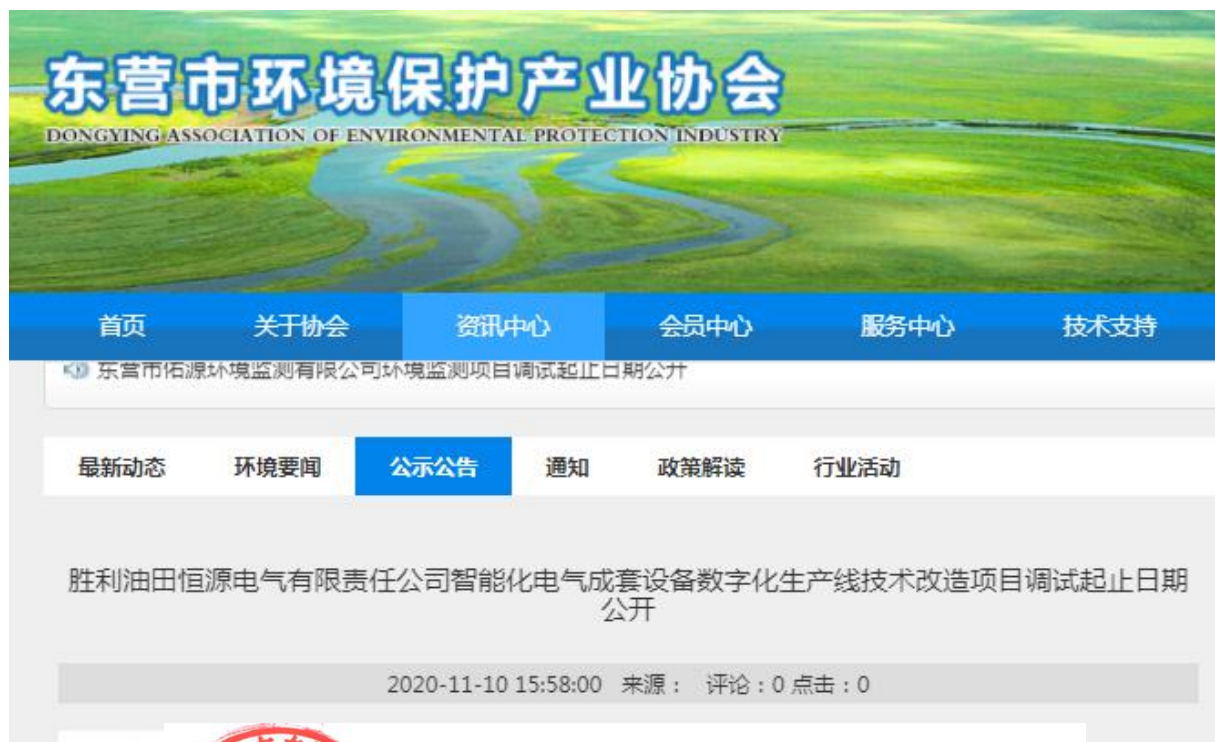 东营市环境保护产业协会
DONGYING ASSOCIATION OF ENVIRONMENTAL PROTECTION INDUSTRY
首页 关于协会 资讯中心 会员中心 服务中心 技术支持
东营市佑源环境监测有限公司环境监测项目调试起止日期公开
最新动态 环境要闻 公示公告 通知 政策解读 行业活动
胜利油田恒源电气有限责任公司智能化电气成套设备数字化生产线技术改造项目调试起止日期
公开
2020-11-10 15:58:00 来源： 评论：0 点击：0